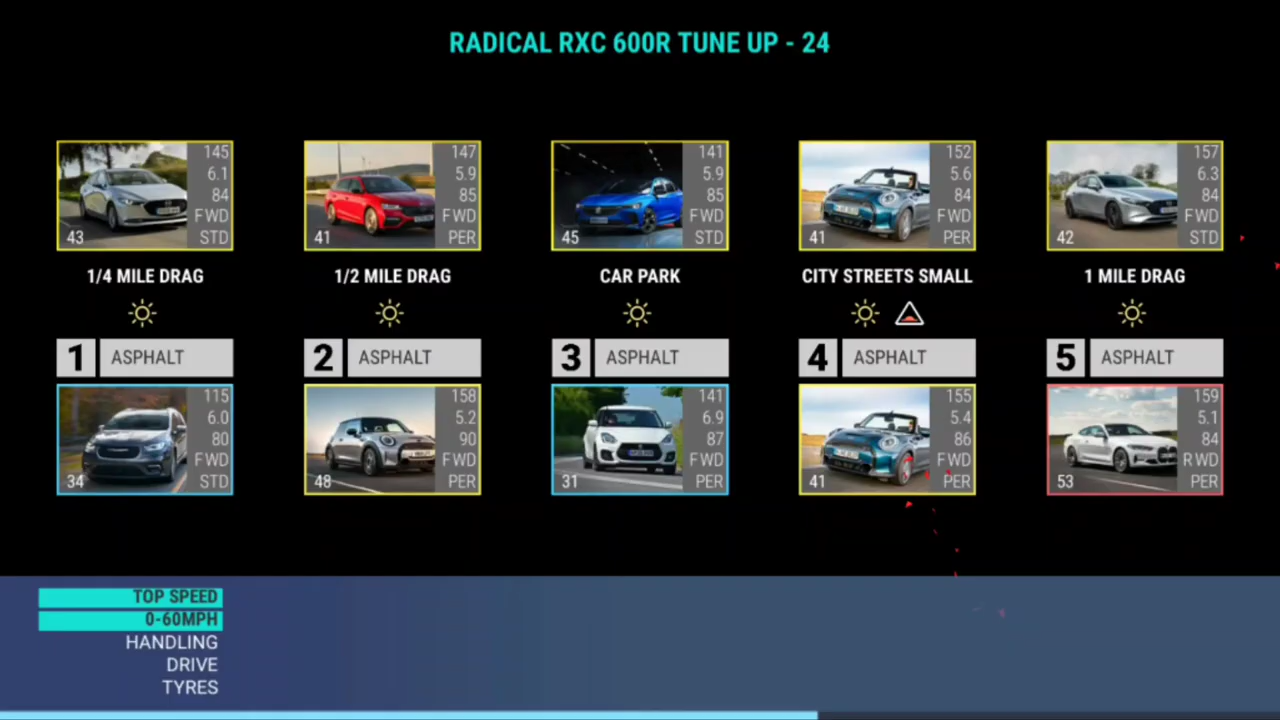 RADICAL RXC 600R TUNE UP - 24
145
6.1
84
FWD
43 STD
147
5.9
85
FWD
41 PER
141
5.9
85
FWD
45 STD
152
5.6
84
FWD
41 PER
157
6.3
84
FWD
42 STD
1/4 MILE DRAG
1/2 MILE DRAG
CAR PARK
CITY STREETS SMALL
1 MILE DRAG
1 ASPHALT
2 ASPHALT
3 ASPHALT
4 ASPHALT
5 ASPHALT
115
6.0
80
FWD
34 STD
158
5.2
90
FWD
48 PER
141
6.9
87
FWD
31 PER
155
5.4
86
FWD
41 PER
159
5.1
84
RWD
53 PER
TOP SPEED
0-60MPH
HANDLING
DRIVE
TYRES